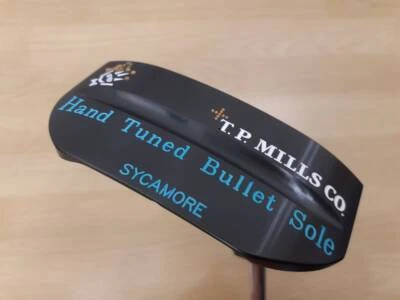 T.P. MILLS CO.
Hand Tuned Bullet Sole
SYCAMORE